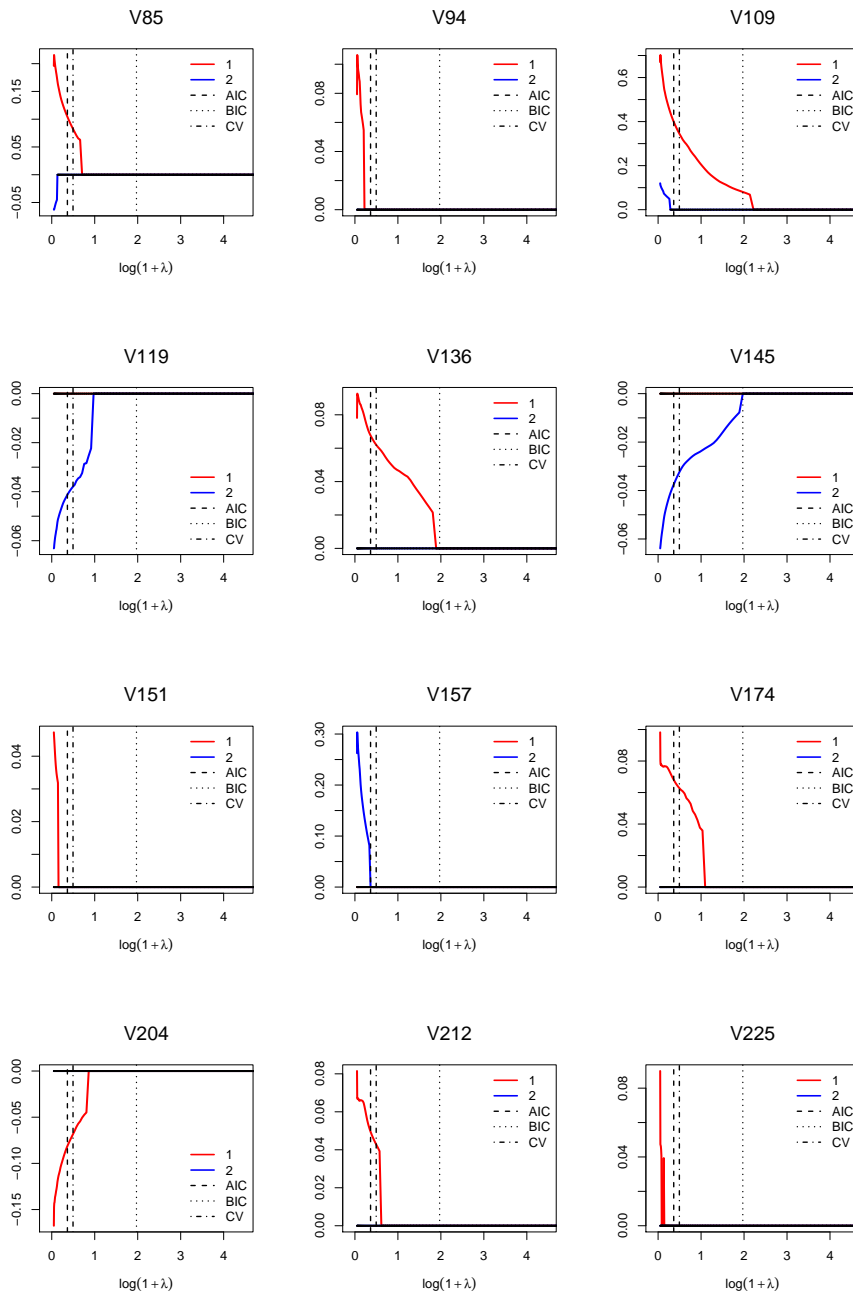 V85 V94 V109
0.15
0.05
−0.05
1
2
AIC
BIC
CV
0 1 2 3 4
log(1+λ)
0.08
0.04
0.00
1
2
AIC
BIC
CV
0 1 2 3 4
log(1+λ)
0.6
0.4
0.2
0.0
1
2
AIC
BIC
CV
0 1 2 3 4
log(1+λ)
V119 V136 V145
0.00
−0.02
−0.04
−0.06
1
2
AIC
BIC
CV
0 1 2 3 4
log(1+λ)
0.08
0.04
0.00
1
2
AIC
BIC
CV
0 1 2 3 4
log(1+λ)
0.00
−0.02
−0.04
−0.06
1
2
AIC
BIC
CV
0 1 2 3 4
log(1+λ)
V151 V157 V174
0.04
0.02
0.00
1
2
AIC
BIC
CV
0 1 2 3 4
log(1+λ)
0.30
0.20
0.10
0.00
1
2
AIC
BIC
CV
0 1 2 3 4
log(1+λ)
0.08
0.04
0.00
1
2
AIC
BIC
CV
0 1 2 3 4
log(1+λ)
V204 V212 V225
0.00
−0.05
−0.10
−0.15
1
2
AIC
BIC
CV
0 1 2 3 4
log(1+λ)
0.08
0.06
0.04
0.02
0.00
1
2
AIC
BIC
CV
0 1 2 3 4
log(1+λ)
0.08
0.04
0.00
1
2
AIC
BIC
CV
0 1 2 3 4
log(1+λ)